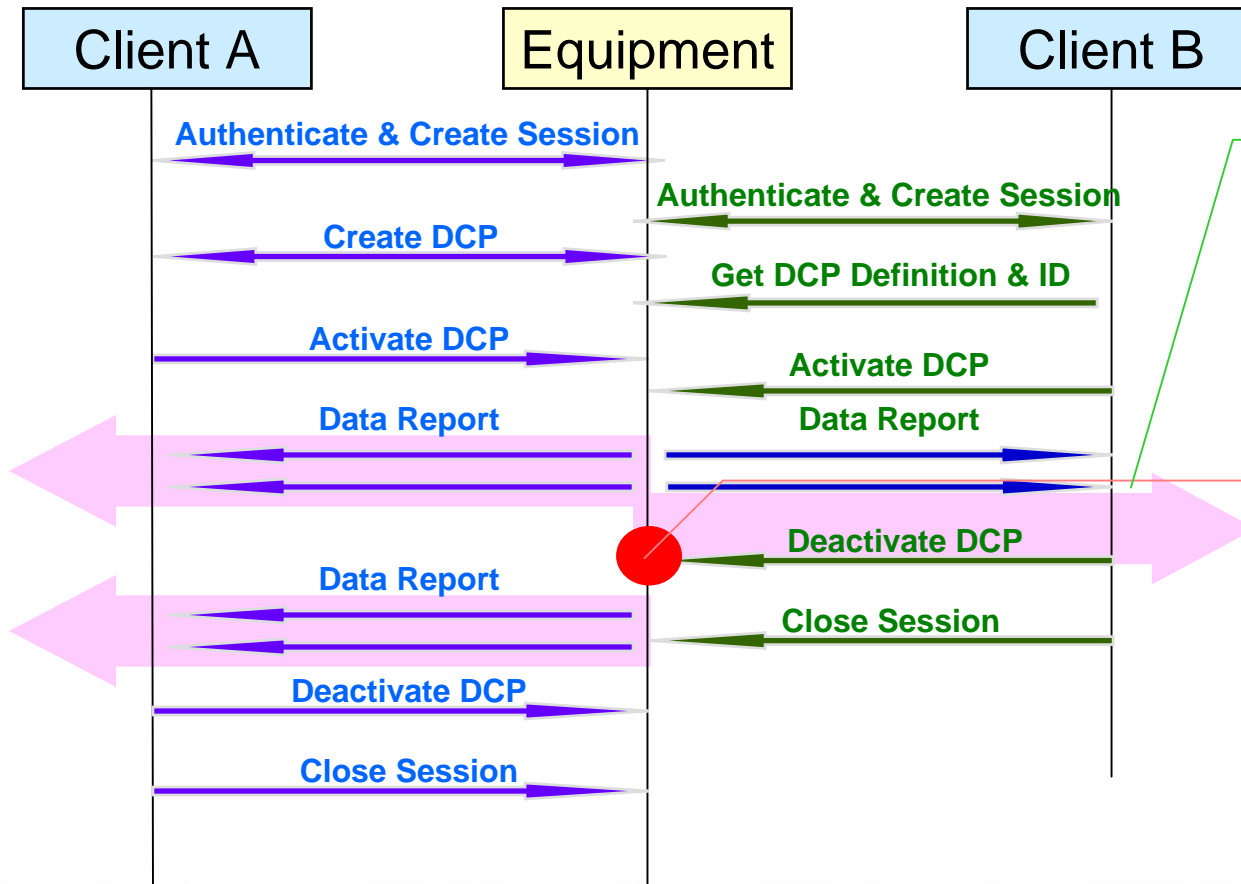 Client A
Equipment
Client B
Authenticate & Create Session
Authenticate & Create Session
Create DCP
Get DCP Definition & ID
Activate DCP
Activate DCP
Data Report
Data Report
Deactivate DCP
Data Report
Close Session
Deactivate DCP
Close Session